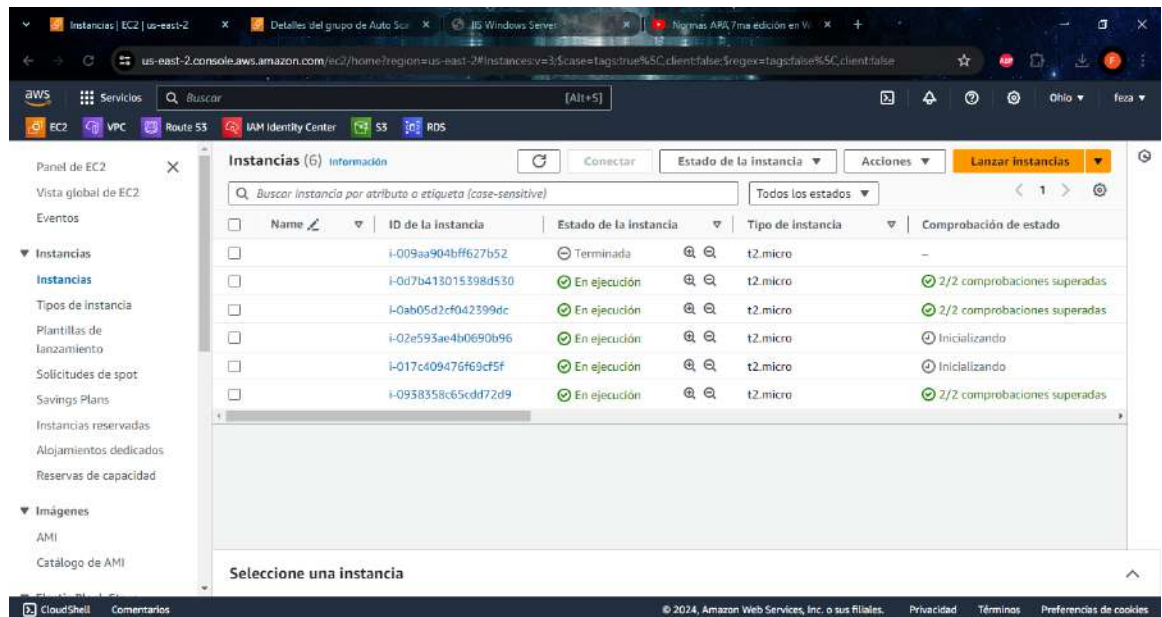 Instancias | EC2 | us-east-2
Detalles del grupo de Auto Sca
IIS Windows Server
Normas APA 7ma edición en W
us-east-2.console.aws.amazon.com/ec2/home?region=us-east-2#Instances:v=3;$case=tags:true%5C,client:false;$regex=tags:false%5C,client:false
aws
Servicios
Buscar
[Alt+S]
Ohio
feza
EC2
VPC
Route 53
IAM Identity Center
S3
RDS
Panel de EC2
Vista global de EC2
Eventos
Instancias
Instancias
Tipos de instancia
Plantillas de
lanzamiento
Solicitudes de spot
Savings Plans
Instancias reservadas
Alojamientos dedicados
Reservas de capacidad
Imágenes
AMI
Catálogo de AMI
Instancias (6) Información
Conectar
Estado de la instancia
Acciones
Lanzar instancias
Buscar instancia por atributo o etiqueta (case-sensitive)
Todos los estados
1
Name ID de la instancia Estado de la instancia Tipo de instancia Comprobación de estado
i-009aa904bff627b52 Terminada t2.micro –
i-0d7b413015398d530 En ejecución t2.micro 2/2 comprobaciones superadas
i-0ab05d2cf042399dc En ejecución t2.micro 2/2 comprobaciones superadas
i-02e593ae4b0690b96 En ejecución t2.micro Inicializando
i-017c409476f69cf5f En ejecución t2.micro Inicializando
i-0938358c65cdd72d9 En ejecución t2.micro 2/2 comprobaciones superadas
Seleccione una instancia
CloudShell
Comentarios
© 2024, Amazon Web Services, Inc. o sus filiales.
Privacidad
Términos
Preferencias de cookies